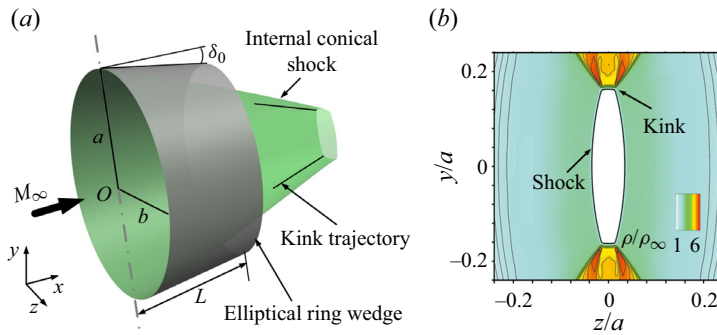 (a)
δ₀
Internal conical
shock
a
O
b
M∞
Kink trajectory
y
x
z
L
Elliptical ring wedge
(b)
0.2
0
−0.2
y/a
Kink
Shock
ρ/ρ∞
1 6
−0.2 0 0.2
z/a